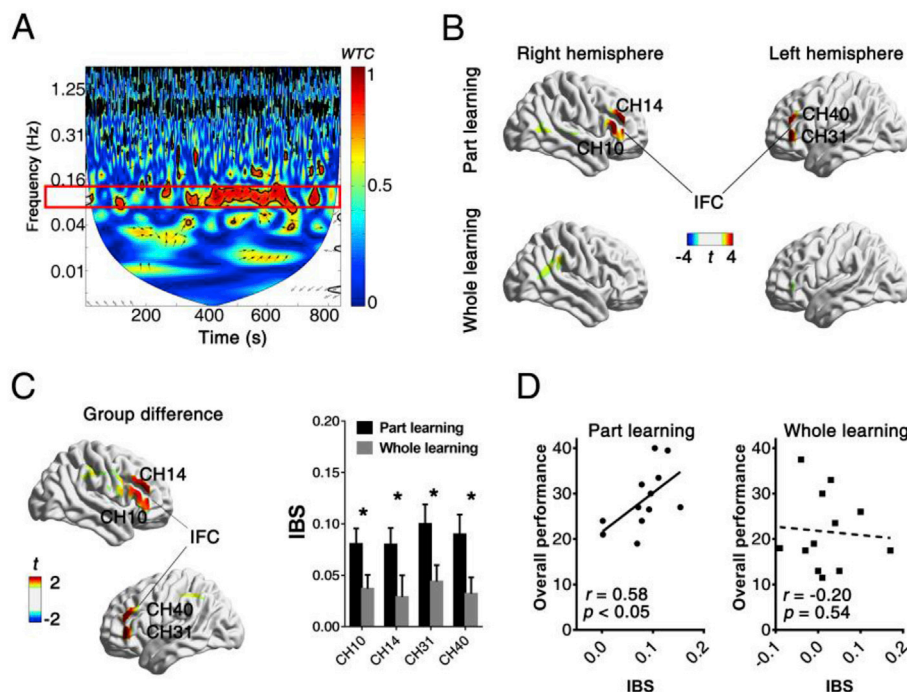 A
WTC
1
0.5
0
1.25
0.31
0.16
0.04
0.01
Frequency (Hz)
200 400 600 800
Time (s)
B
Right hemisphere Left hemisphere
Part learning
CH14
CH10
CH40
CH31
IFC
-4 t 4
Whole learning
C
Group difference
CH14
CH10
IFC
t
2
-2
CH40
CH31
0.20
0.15
0.10
0.05
0.00
IBS
Part learning
Whole learning
* * * *
CH10 CH14 CH31 CH40
D
Part learning
Overall performance
40
30
20
10
0
r = 0.58
p < 0.05
0.0 0.1 0.2
IBS
Whole learning
Overall performance
40
30
20
10
0
r = -0.20
p = 0.54
-0.1 0.0 0.1 0.2
IBS